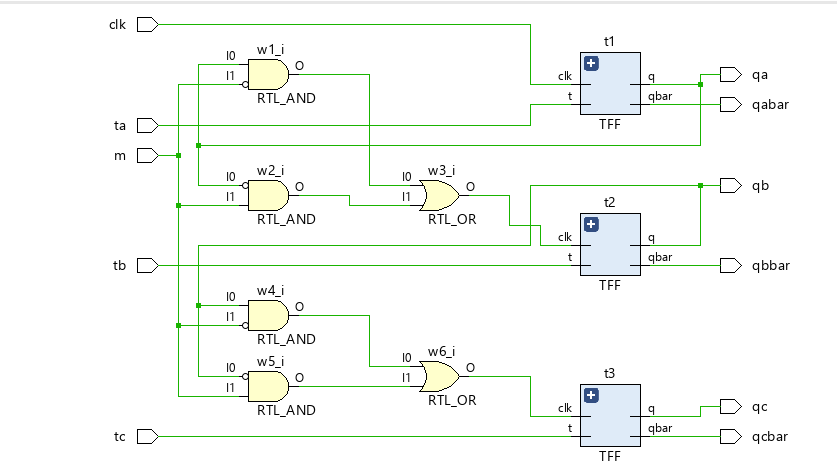 clk
w1_i
t1
I0
O
I1
RTL_AND
clk
q
qa
t
qbar
qabar
TFF
ta
m
w2_i
w3_i
I0
O
I1
RTL_AND
I0
O
I1
RTL_OR
qb
t2
clk
q
t
qbar
qbbar
TFF
tb
w4_i
I0
O
I1
RTL_AND
w5_i
w6_i
I0
O
I1
RTL_AND
I0
O
I1
RTL_OR
t3
clk
q
qc
t
qbar
qcbar
TFF
tc